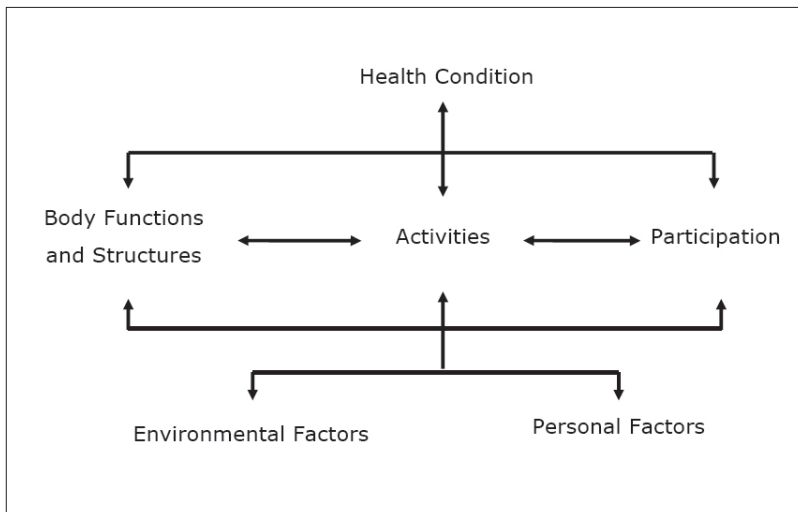 Health Condition
Body Functions
and Structures
Activities
Participation
Environmental Factors
Personal Factors